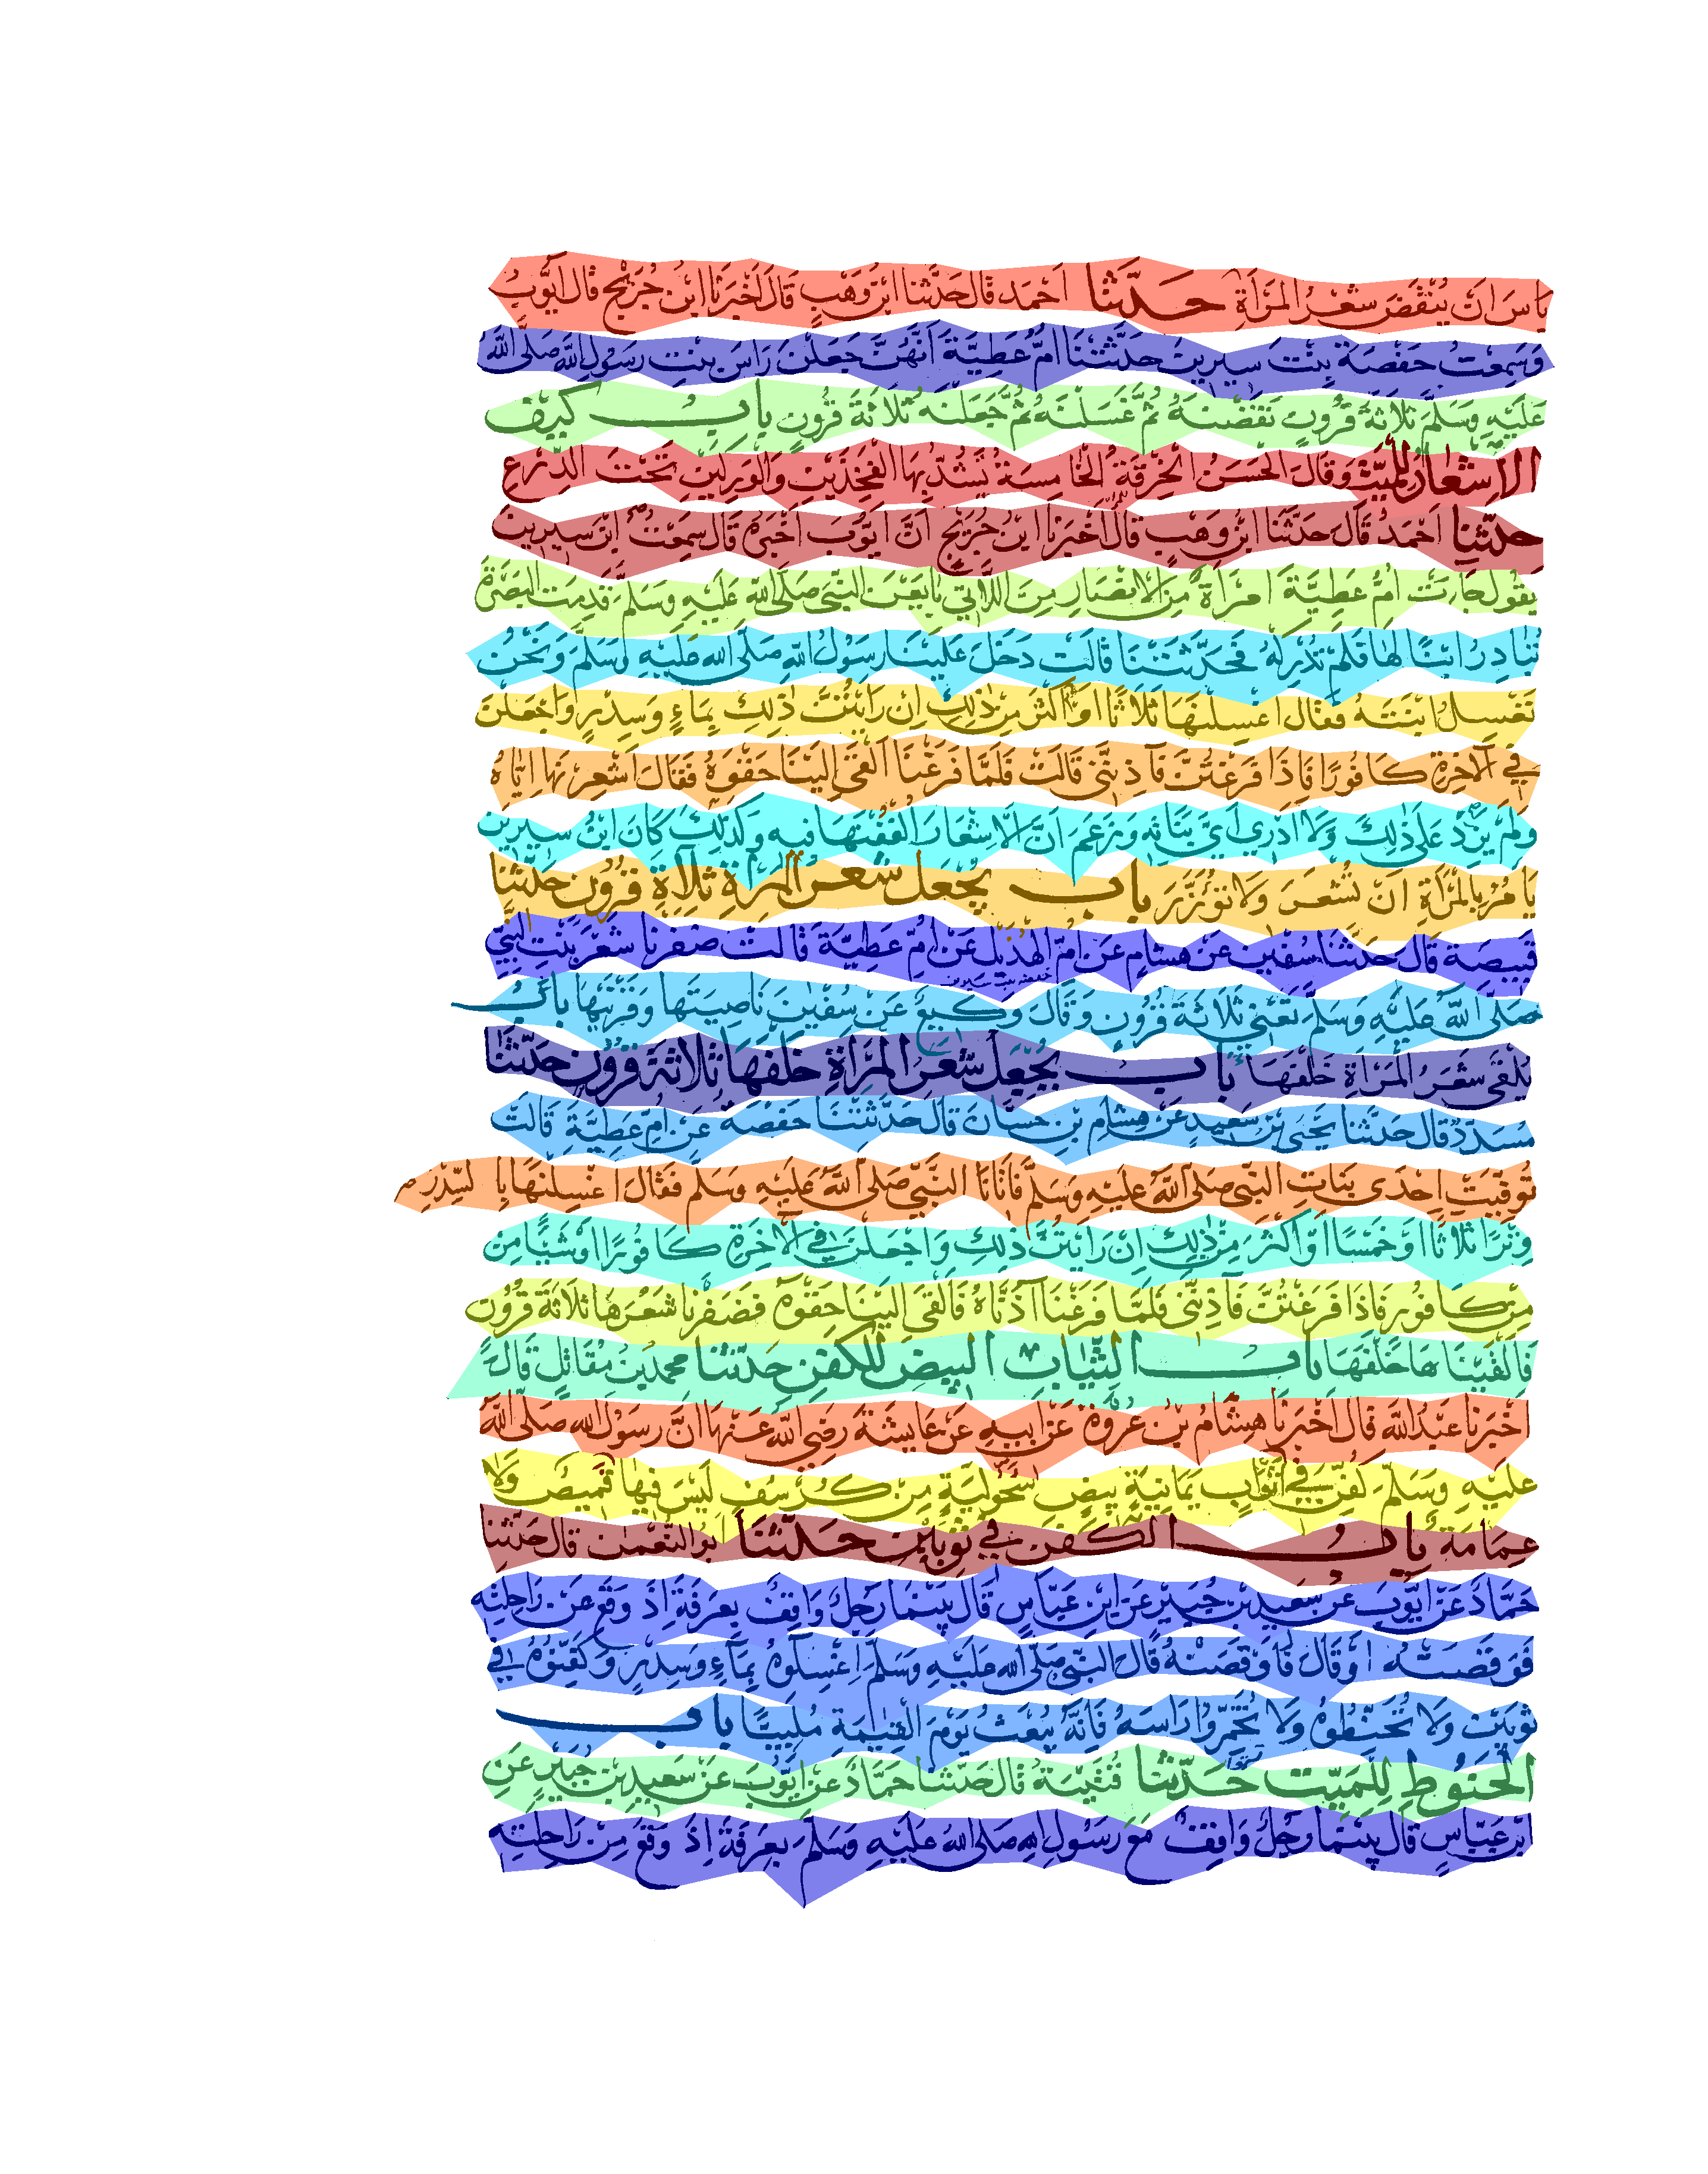 باس ان ينقض شعر المرأة حدثنا احمد قال حدثنا ابن وهب قال اخبرنا ابن جريج قال ايوب
وسمعت حفصة بنت سيرين حدثتنا ام عطية انهن جعلن راس بنت رسول الله صلى الله
عليه وسلم ثلاثة قرون نقضنه ثم غسلنه ثم جعلنه ثلاثة قرون باب كيف
الاشعار للميت وقال الحسن الخرقة الخامسة يشد بها الفخذين والوركين تحت الدرع
حدثنا احمد قال حدثنا ابن وهب قال اخبرنا ابن جريج ان ايوب اخبره قال سمعت ابن سيرين
يقول جاءت ام عطية امراة من الانصار من اللاتي بايعن النبي صلى الله عليه وسلم قدمت البصرة
تبادر ابنا لها فلم تدركه فحدثتنا قالت دخل علينا رسول الله صلى الله عليه وسلم ونحن
نغسل ابنته فقال اغسلنها ثلاثا او اكثر من ذلك ان رايتن ذلك بماء وسدر واجعلن
في الآخرة كافورا فاذا فرغتن فآذنني قالت فلما فرغنا القى الينا حقوه فقال اشعرنها اياه
ولم يزد على ذلك ولا ادري اي بناته وزعم ان الاشعار الففنها فيه وكذلك كان ابن سيرين
يامر بالمرأة ان تشعر ولا تؤزر باب يجعل شعر المرأة ثلاثة قرون حدثنا
قبيصة قال حدثنا سفين عن هشام عن ام الهذيل عن ام عطية قالت ضفرنا شعر بنت النبي
صلى الله عليه وسلم تعني ثلاثة قرون وقال وكيع عن سفين ناصيتها وقرنيها باب
يلقى شعر المرأة خلفها باب يجعل شعر المرأة خلفها ثلاثة قرون حدثنا
مسدد قال حدثنا يحيى بن سعيد عن هشام بن حسان قال حدثتنا حفصة عن ام عطية قالت
توفيت احدى بنات النبي صلى الله عليه وسلم فاتانا النبي صلى الله عليه وسلم فقال اغسلنها بالسدر
وترا ثلاثا او خمسا او اكثر من ذلك ان رايتن ذلك واجعلن في الآخرة كافورا او شيئا من
من كافور فاذا فرغتن فآذنني فلما فرغنا آذناه فالقى الينا حقوه فضفرنا شعرها ثلاثة قرون
فالقيناها خلفها باب الثياب البيض للكفن حدثنا محمد بن مقاتل قال
اخبرنا عبد الله قال اخبرنا هشام بن عروة عن ابيه عن عايشة رضي الله عنها ان رسول الله صلى الله
عليه وسلم كفن في اثواب يمانية بيض سحولية من كرسف ليس فيها قميص ولا
عمامة باب الكفن في ثوبين حدثنا ابو النعمن قال حدثنا
حماد عن ايوب عن سعيد بن جبير عن ابن عباس قال بينما رجل واقف بعرفة اذ وقع عن راحلته
فوقصته او قال فاوقصته قال النبي صلى الله عليه وسلم اغسلوه بماء وسدر وكفنوه في
ثوبين ولا تحنطوه ولا تخمروا راسه فانه يبعث يوم القيمة ملبيا باب
الحنوط للميت حدثنا قتيبة قال حدثنا حماد عن ايوب عن سعيد بن جبير عن
ابن عباس قال بينما رجل واقف مع رسول الله صلى الله عليه وسلم بعرفة اذ وقع من راحلته